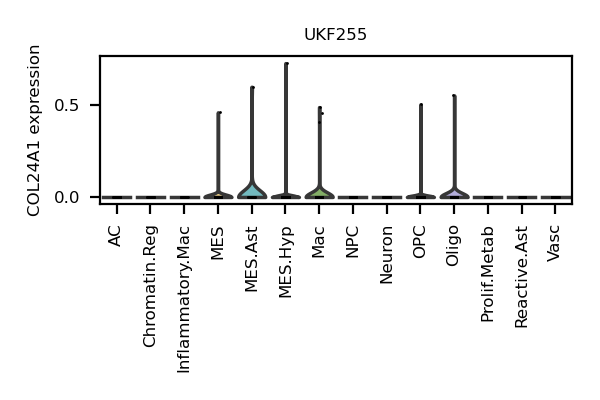 UKF255
COL24A1 expression
0.5
0.0
AC
Chromatin.Reg
Inflammatory.Mac
MES
MES.Ast
MES.Hyp
Mac
NPC
Neuron
OPC
Oligo
Prolif.Metab
Reactive.Ast
Vasc